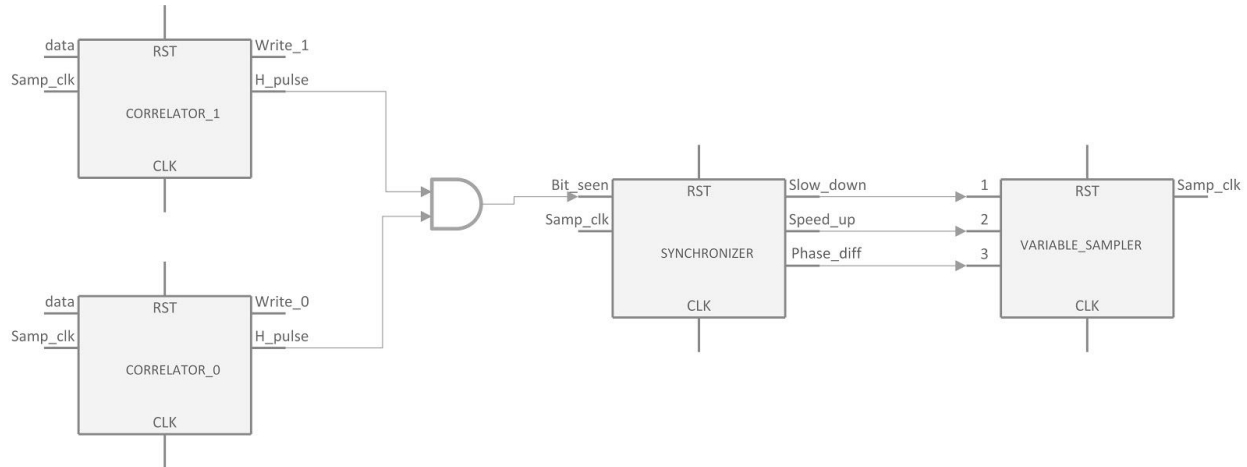 data
RST
Write_1
Samp_clk
H_pulse
CORRELATOR_1
CLK
data
RST
Write_0
Samp_clk
H_pulse
CORRELATOR_0
CLK
Bit_seen
RST
Slow_down
Samp_clk
Speed_up
SYNCHRONIZER
Phase_diff
CLK
1
RST
Samp_clk
2
VARIABLE_SAMPLER
3
CLK